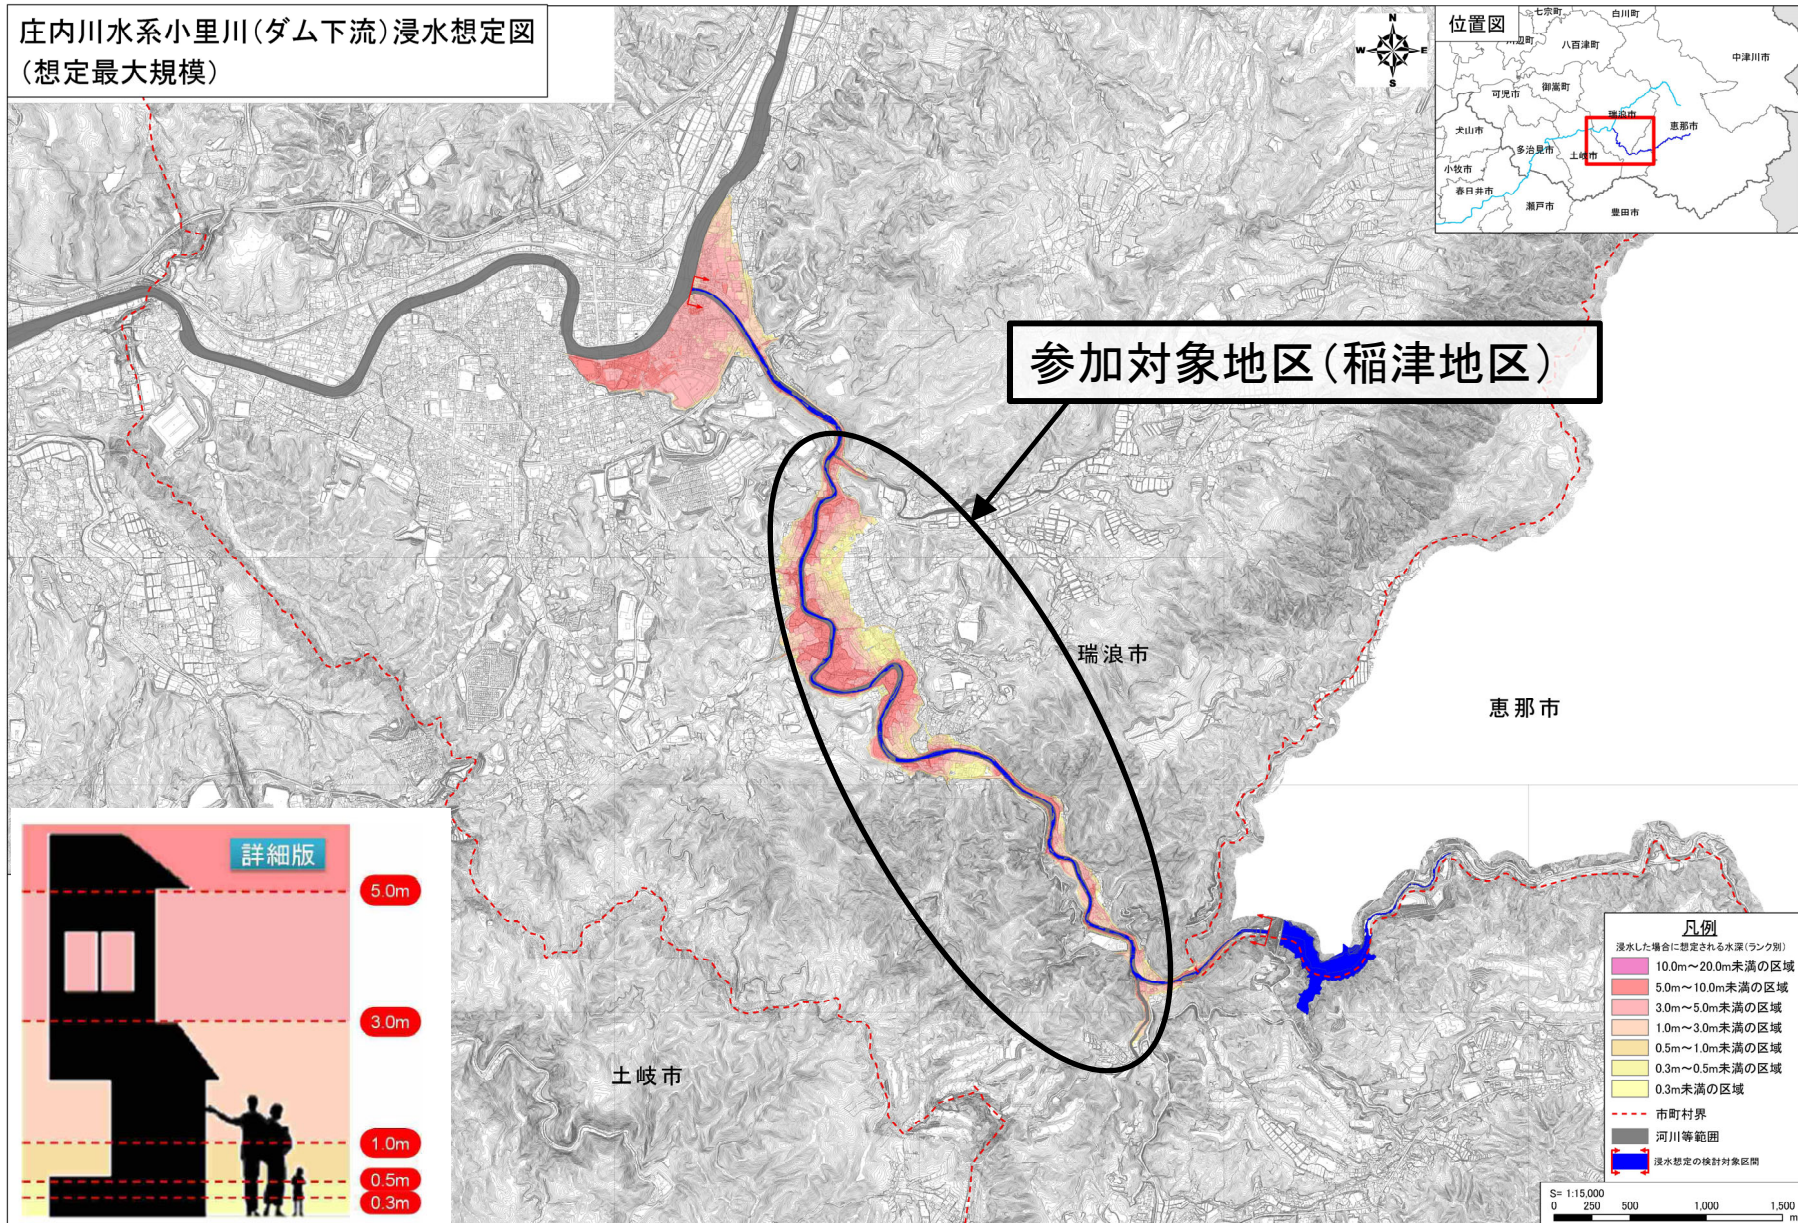 庄内川水系小里川（ダム下流）浸水想定図
（想定最大規模）
N
W
E
S
位置図
七宗町
白川町
川辺町
八百津町
中津川市
可児市
御嵩町
瑞浪市
恵那市
犬山市
多治見市
土岐市
小牧市
春日井市
瀬戸市
豊田市
参加対象地区（稲津地区）
瑞浪市
恵那市
土岐市
詳細版
5.0m
3.0m
1.0m
0.5m
0.3m
凡例
浸水した場合に想定される水深（ランク別）
10.0m～20.0m未満の区域
5.0m～10.0m未満の区域
3.0m～5.0m未満の区域
1.0m～3.0m未満の区域
0.5m～1.0m未満の区域
0.3m～0.5m未満の区域
0.3m未満の区域
市町村界
河川等範囲
浸水想定の検討対象区間
S= 1:15,000
0 250 500 1,000 1,500
m